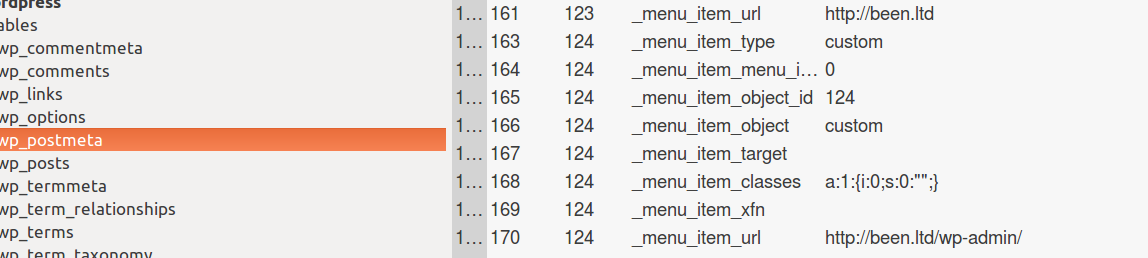 rdpress
ables
wp_commentmeta
wp_comments
wp_links
wp_options
wp_postmeta
wp_posts
wp_termmeta
wp_term_relationships
wp_terms
wp_term_taxonomy
1... 161 123 _menu_item_url http://been.ltd
1... 163 124 _menu_item_type custom
1... 164 124 _menu_item_menu_i... 0
1... 165 124 _menu_item_object_id 124
1... 166 124 _menu_item_object custom
1... 167 124 _menu_item_target
1... 168 124 _menu_item_classes a:1:{i:0;s:0:"";}
1... 169 124 _menu_item_xfn
1... 170 124 _menu_item_url http://been.ltd/wp-admin/